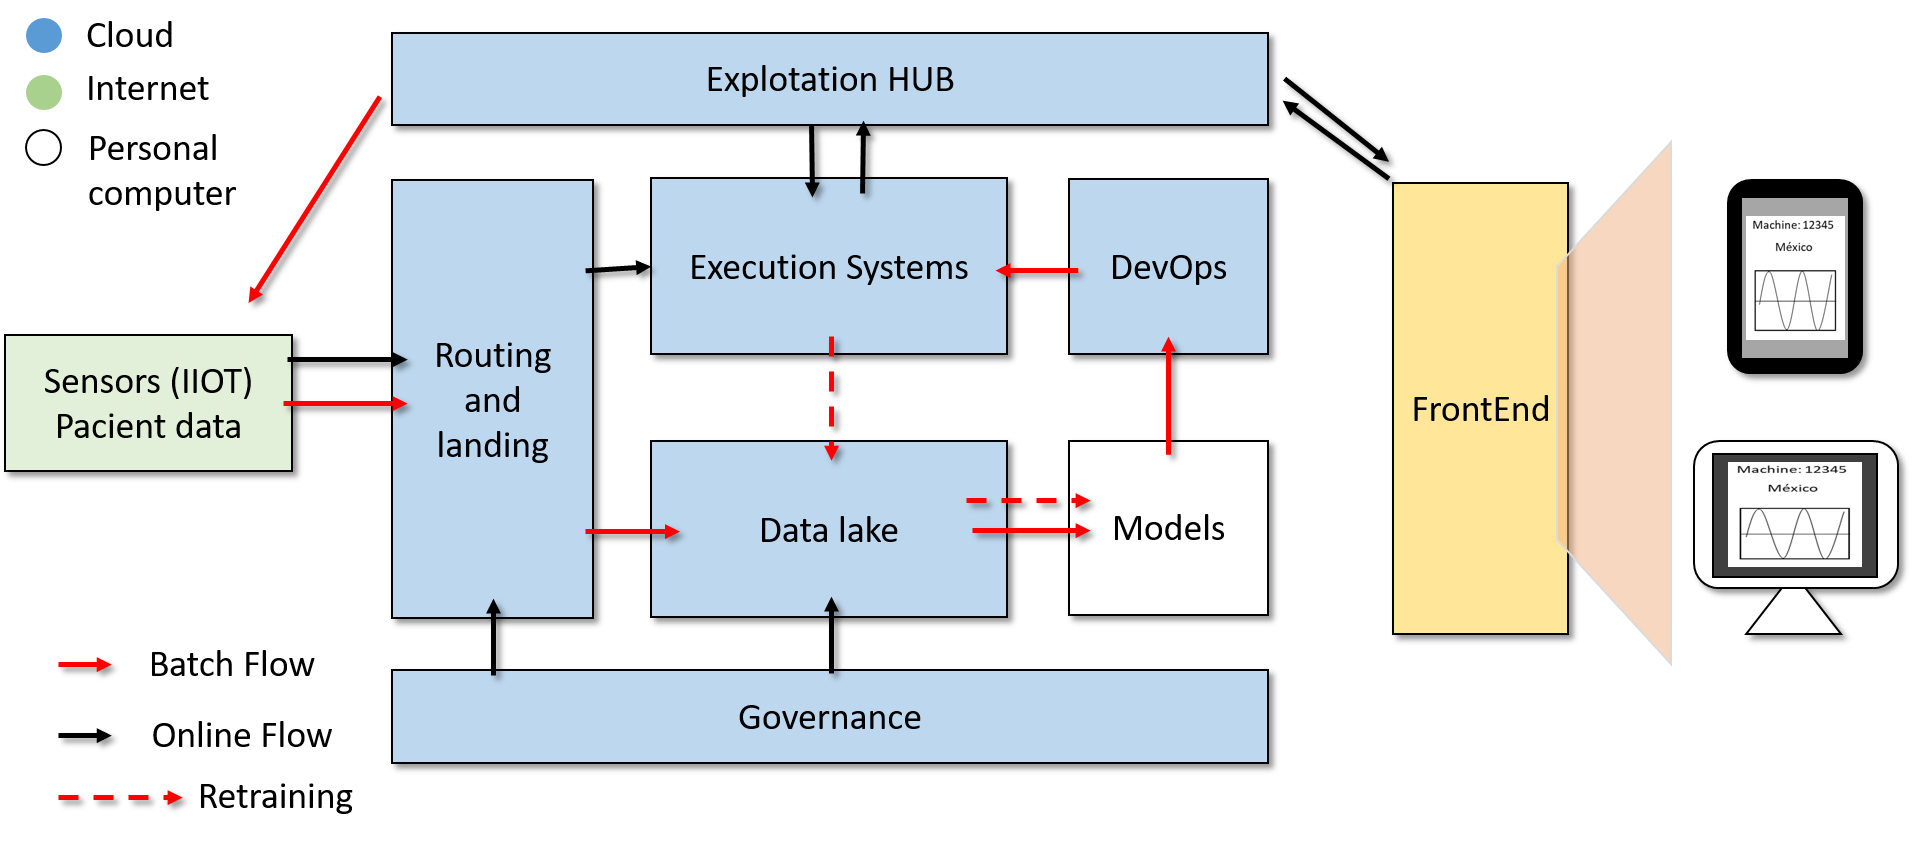 Cloud
Internet
Personal
computer
Explotation HUB
Execution Systems
DevOps
Routing
and
landing
Sensors (IIOT)
Pacient data
Data lake
Models
Governance
FrontEnd
Machine: 12345
México
Machine: 12345
México
Batch Flow
Online Flow
Retraining